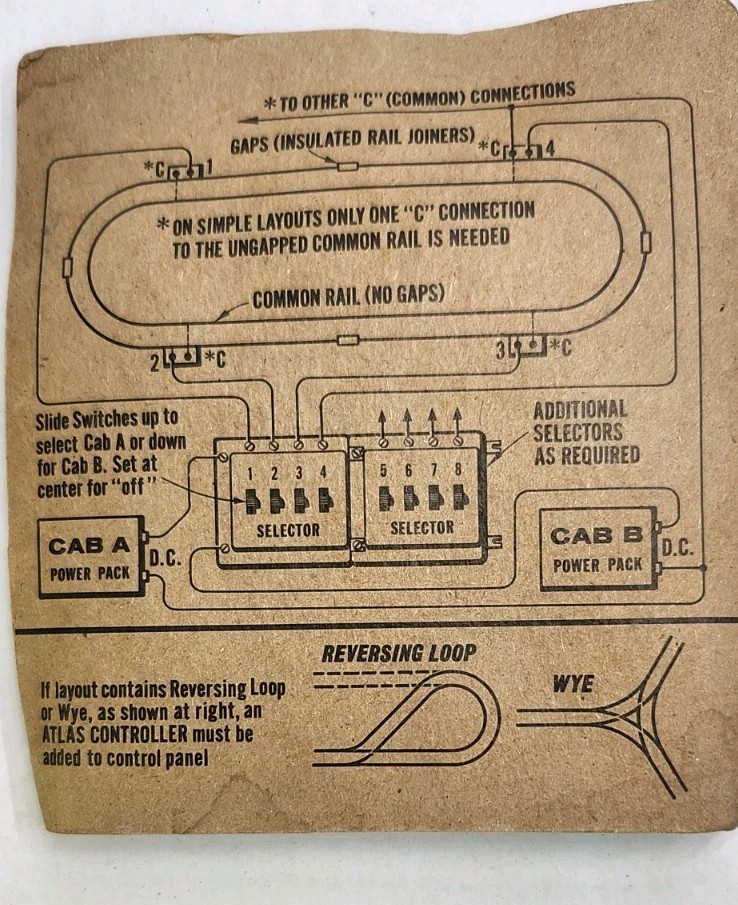 * TO OTHER "C" (COMMON) CONNECTIONS
GAPS (INSULATED RAIL JOINERS)
*C 1
*C 4
* ON SIMPLE LAYOUTS ONLY ONE "C" CONNECTION
TO THE UNGAPPED COMMON RAIL IS NEEDED
COMMON RAIL (NO GAPS)
2 *C
3 *C
Slide Switches up to
select Cab A or down
for Cab B. Set at
center for "off"
1 2 3 4
SELECTOR
5 6 7 8
SELECTOR
ADDITIONAL
SELECTORS
AS REQUIRED
CAB A
POWER PACK
D.C.
CAB B
POWER PACK
D.C.
If layout contains Reversing Loop
or Wye, as shown at right, an
ATLAS CONTROLLER must be
added to control panel
REVERSING LOOP
WYE